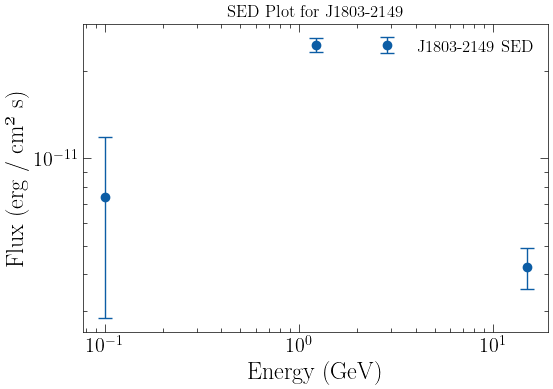 SED Plot for J1803-2149
J1803-2149 SED
Flux (erg / cm² s)
10⁻¹¹
10⁻¹ 10⁰ 10¹
Energy (GeV)